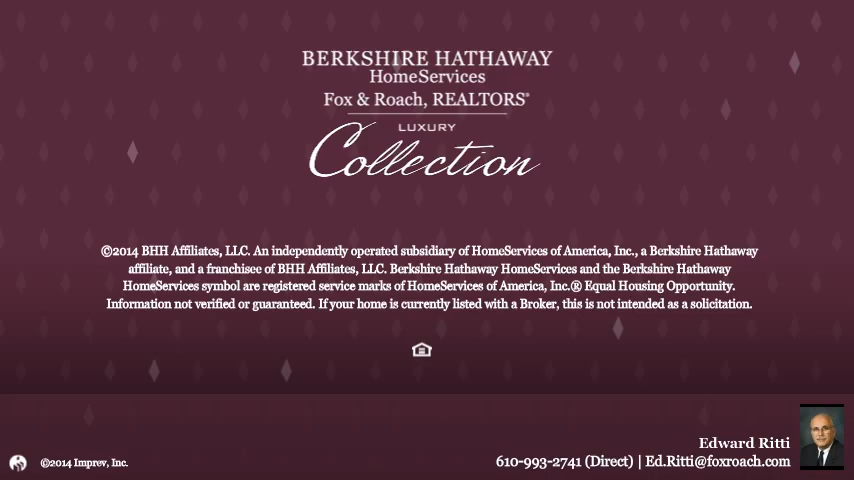 BERKSHIRE HATHAWAY
HomeServices
Fox & Roach, REALTORS®
LUXURY
Collection
©2014 BHH Affiliates, LLC. An independently operated subsidiary of HomeServices of America, Inc., a Berkshire Hathaway
affiliate, and a franchisee of BHH Affiliates, LLC. Berkshire Hathaway HomeServices and the Berkshire Hathaway
HomeServices symbol are registered service marks of HomeServices of America, Inc.® Equal Housing Opportunity.
Information not verified or guaranteed. If your home is currently listed with a Broker, this is not intended as a solicitation.
Edward Ritti
610-993-2741 (Direct) | Ed.Ritti@foxroach.com
©2014 Imprev, Inc.